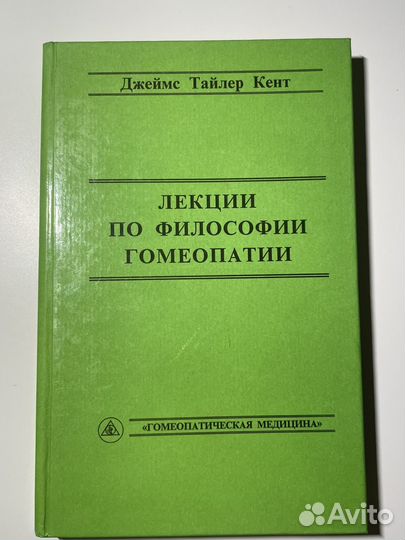 Джеймс Тайлер Кент
ЛЕКЦИИ
ПО ФИЛОСОФИИ
ГОМЕОПАТИИ
«ГОМЕОПАТИЧЕСКАЯ МЕДИЦИНА»
Avito